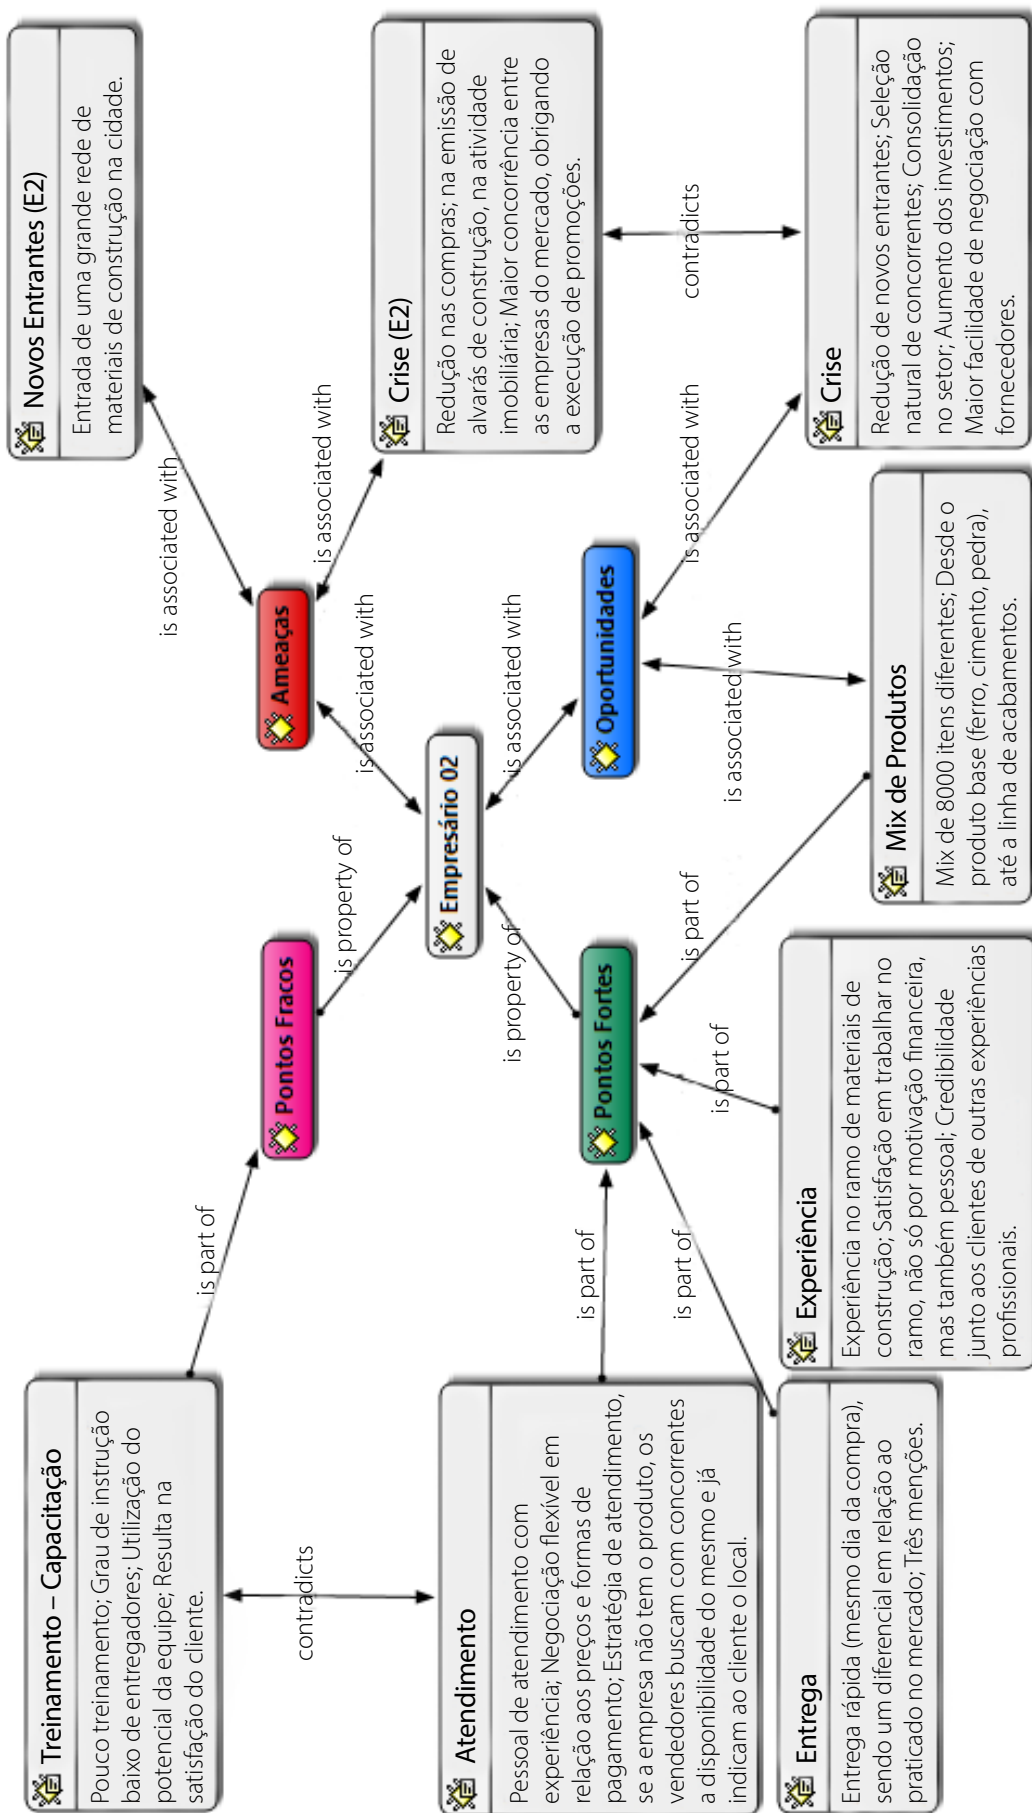 Treinamento – Capacitação
Pouco treinamento; Grau de instrução
baixo de entregadores; Utilização do
potencial da equipe; Resulta na
satisfação do cliente.
contradicts
is part of
Pontos Fracos
is property of
Novos Entrantes (E2)
Entrada de uma grande rede de
materiais de construção na cidade.
is associated with
Ameaças
is associated with
is associated with
Crise (E2)
Redução nas compras; na emissão de
alvarás de construção, na atividade
imobiliária; Maior concorrência entre
as empresas do mercado, obrigando
a execução de promoções.
contradicts
Empresário 02
Atendimento
Pessoal de atendimento com
experiência; Negociação flexível em
relação aos preços e formas de
pagamento; Estratégia de atendimento,
se a empresa não tem o produto, os
vendedores buscam com concorrentes
a disponibilidade do mesmo e já
indicam ao cliente o local.
is part of
Pontos Fortes
is property of
is associated with
Oportunidades
is associated with
is associated with
is part of
is part of
is part of
Entrega
Entrega rápida (mesmo dia da compra),
sendo um diferencial em relação ao
praticado no mercado; Três menções.
Experiência
Experiência no ramo de materiais de
construção; Satisfação em trabalhar no
ramo, não só por motivação financeira,
mas também pessoal; Credibilidade
junto aos clientes de outras experiências
profissionais.
Mix de Produtos
Mix de 8000 itens diferentes; Desde o
produto base (ferro, cimento, pedra),
até a linha de acabamentos.
Crise
Redução de novos entrantes; Seleção
natural de concorrentes; Consolidação
no setor; Aumento dos investimentos;
Maior facilidade de negociação com
fornecedores.